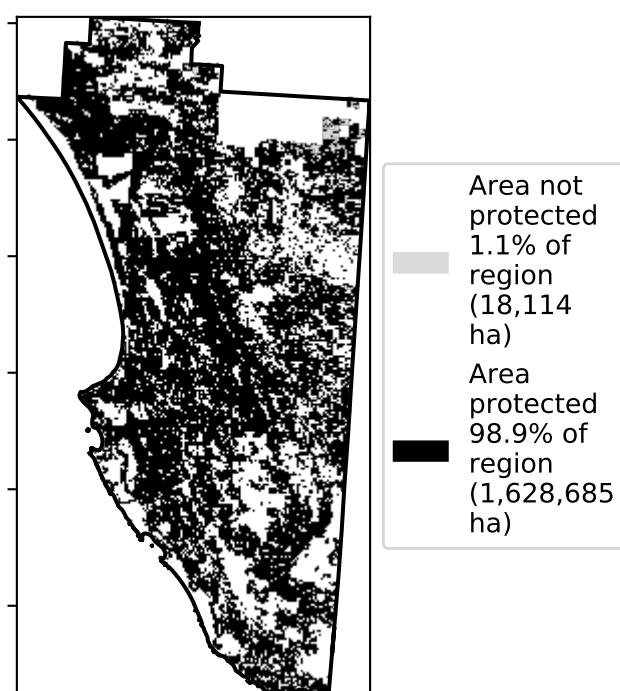 Area not
protected
1.1% of
region
(18,114
ha)
Area
protected
98.9% of
region
(1,628,685
ha)